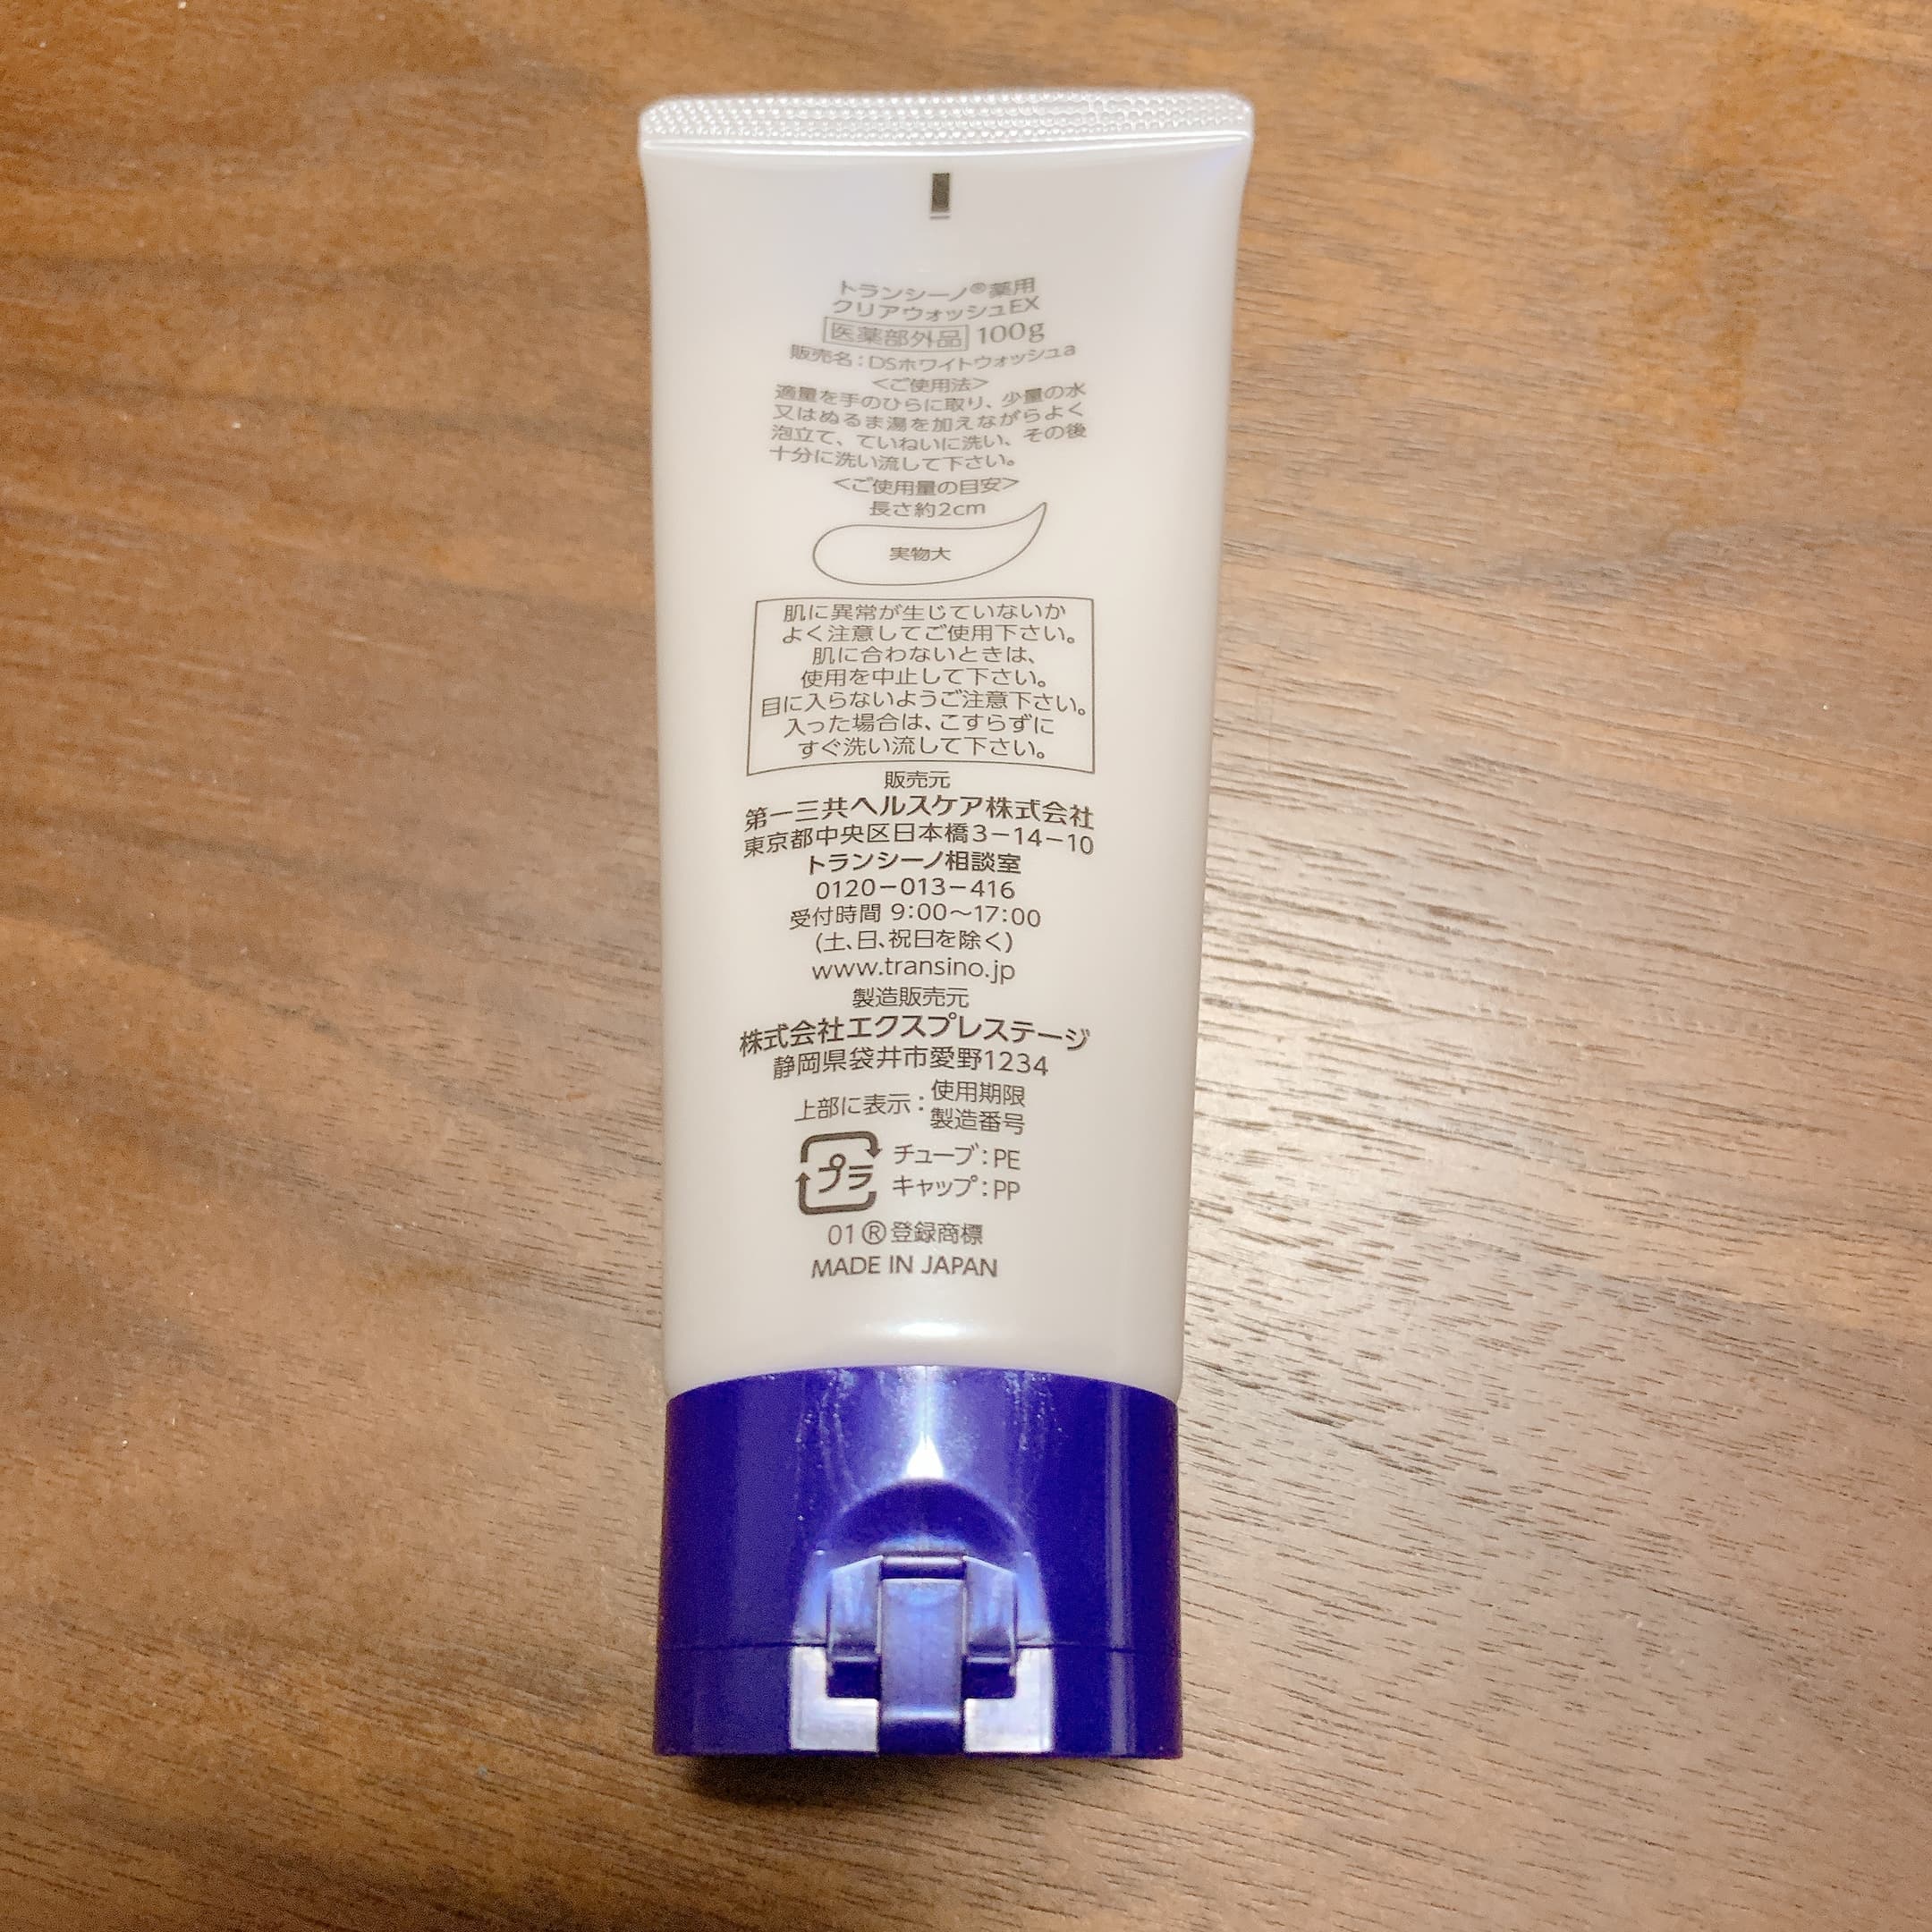 トランシーノ®薬用
クリアウォッシュEX
医薬部外品 100g
販売名：DSホワイトウォッシュa
<ご使用法>
適量を手のひらに取り、少量の水
又はぬるま湯を加えながらよく
泡立て、ていねいに洗い、その後
十分に洗い流して下さい。
<ご使用量の目安>
長さ約2cm
実物大
肌に異常が生じていないか
よく注意してご使用下さい。
肌に合わないときは、
使用を中止して下さい。
目に入らないようご注意下さい。
入った場合は、こすらずに
すぐ洗い流して下さい。
販売元
第一三共ヘルスケア株式会社
東京都中央区日本橋3-14-10
トランシーノ相談室
0120-013-416
受付時間 9:00〜17:00
(土、日、祝日を除く)
www.transino.jp
製造販売元
株式会社エクスプレステージ
静岡県袋井市愛野1234
上部に表示：使用期限
製造番号
プラ チューブ：PE
キャップ：PP
01 ®登録商標
MADE IN JAPAN